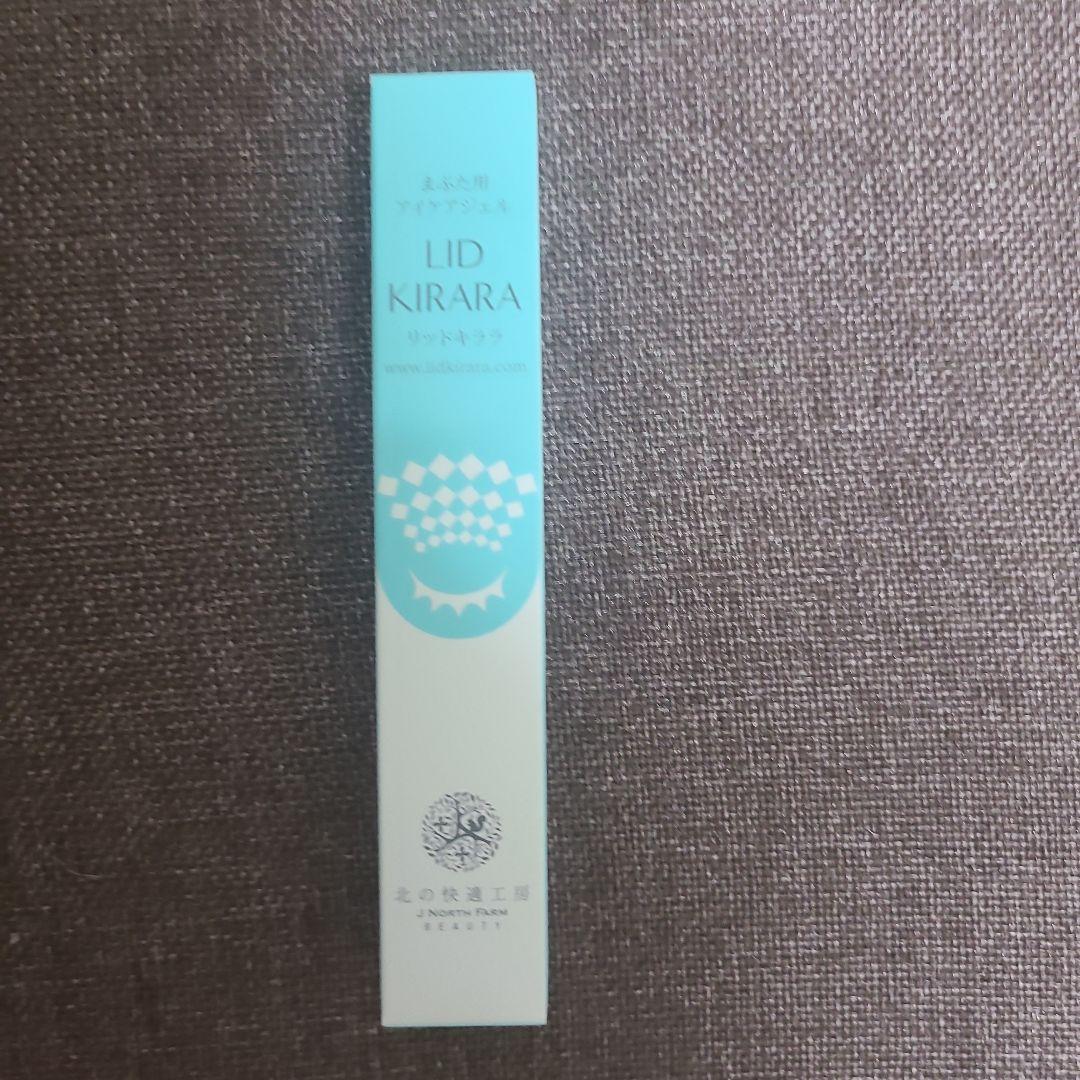 まぶた用
アイケアジェル
LID
KIRARA
リッドキララ
www.lidkirara.com
北の快適工房
J NORTH FARM
BEAUTY